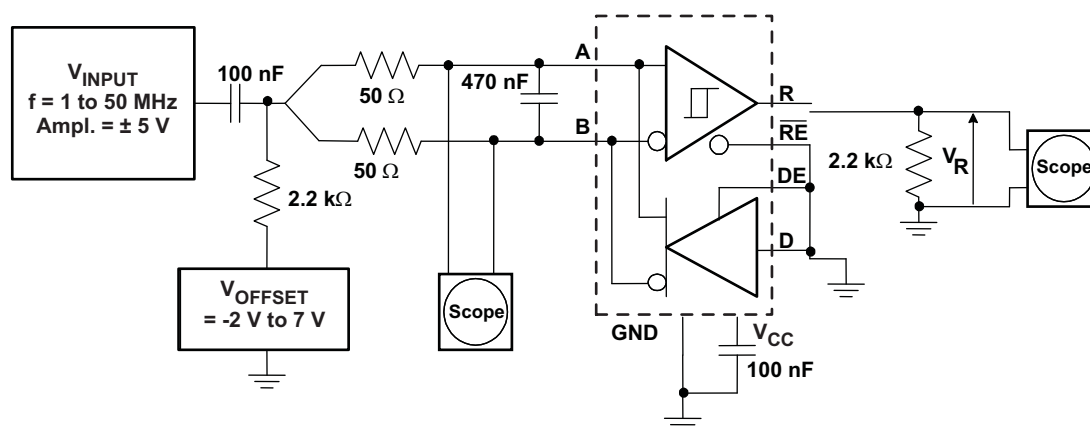 V_INPUT
f = 1 to 50 MHz
Ampl. = ± 5 V
100 nF
50 Ω
50 Ω
2.2 kΩ
V_OFFSET
= -2 V to 7 V
Scope
470 nF
A
B
R
R̅E̅
DE
D
GND
V_CC
100 nF
2.2 kΩ
V_R
Scope